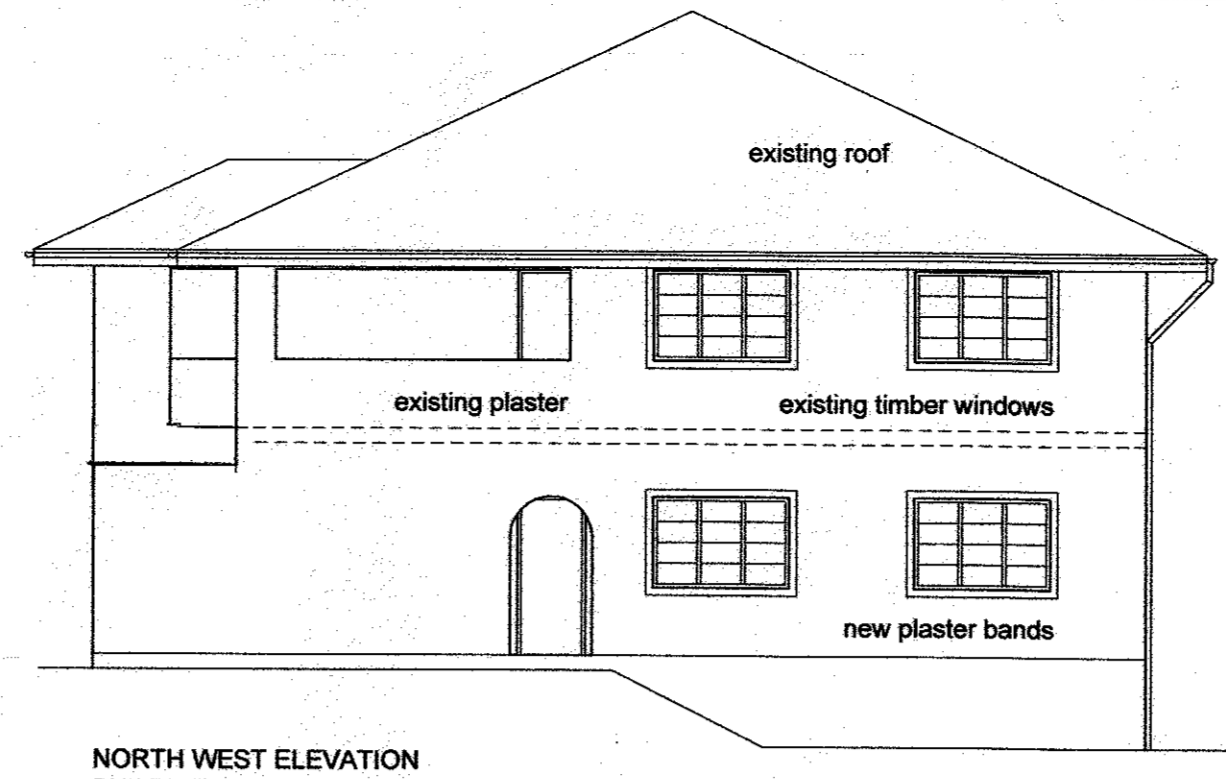 existing roof
existing plaster
existing timber windows
new plaster bands
NORTH WEST ELEVATION